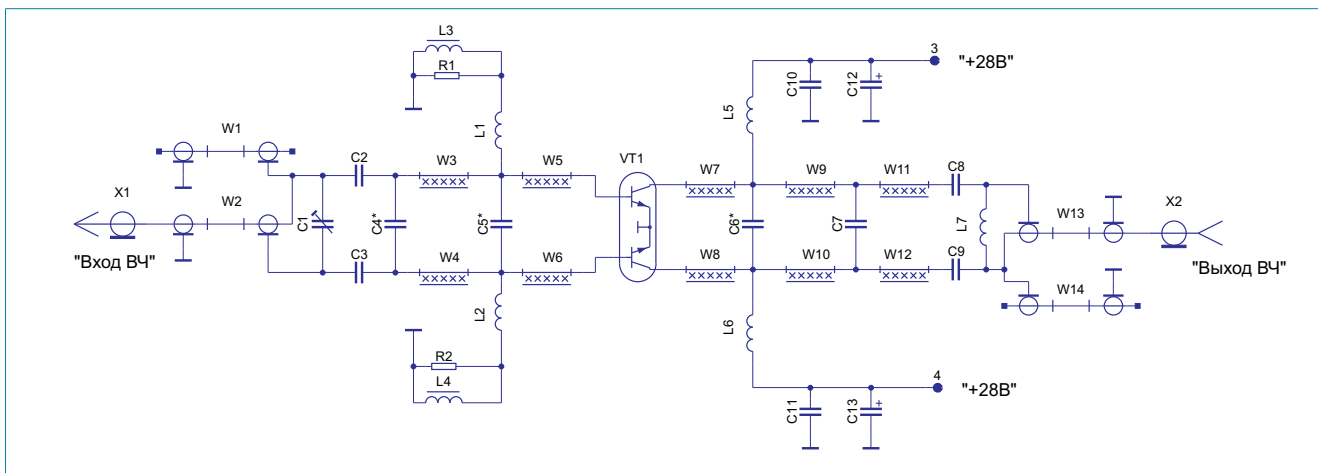 L3
R1
L1
W1
X1
W2
"Вход ВЧ"
C1
C2
C3
C4*
W3
W4
C5*
W5
W6
L2
R2
L4
VT1
W7
W8
L5
C10
C12
+
3
"+28В"
C6*
W9
W10
C7
W11
W12
C8
C9
L7
W13
W14
X2
"Выход ВЧ"
L6
C11
C13
+
4
"+28В"